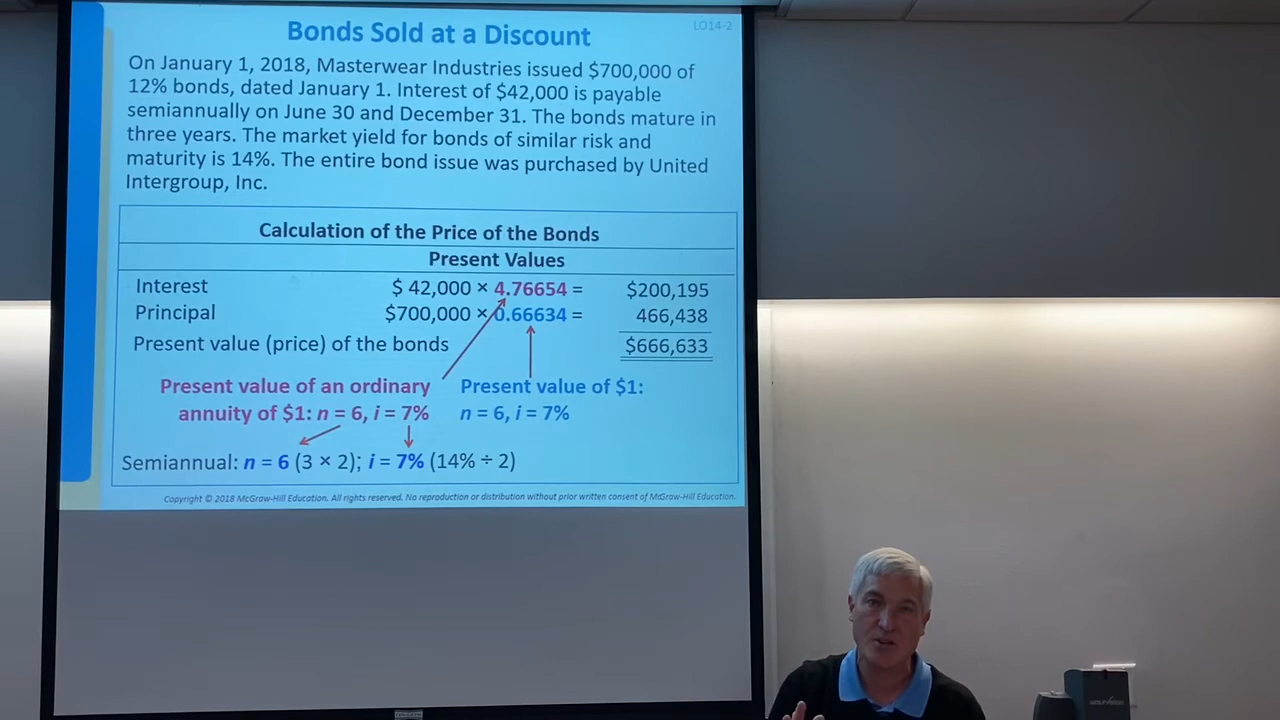 Bonds Sold at a Discount
LO14-2
On January 1, 2018, Masterwear Industries issued $700,000 of
12% bonds, dated January 1. Interest of $42,000 is payable
semiannually on June 30 and December 31. The bonds mature in
three years. The market yield for bonds of similar risk and
maturity is 14%. The entire bond issue was purchased by United
Intergroup, Inc.
Calculation of the Price of the Bonds
Present Values
Interest $ 42,000 × 4.76654 = $200,195
Principal $700,000 × 0.66634 = 466,438
Present value (price) of the bonds $666,633
Present value of an ordinary Present value of $1:
annuity of $1: n = 6, i = 7% n = 6, i = 7%
Semiannual: n = 6 (3 × 2); i = 7% (14% ÷ 2)
Copyright © 2018 McGraw-Hill Education. All rights reserved. No reproduction or distribution without prior written consent of McGraw-Hill Education.